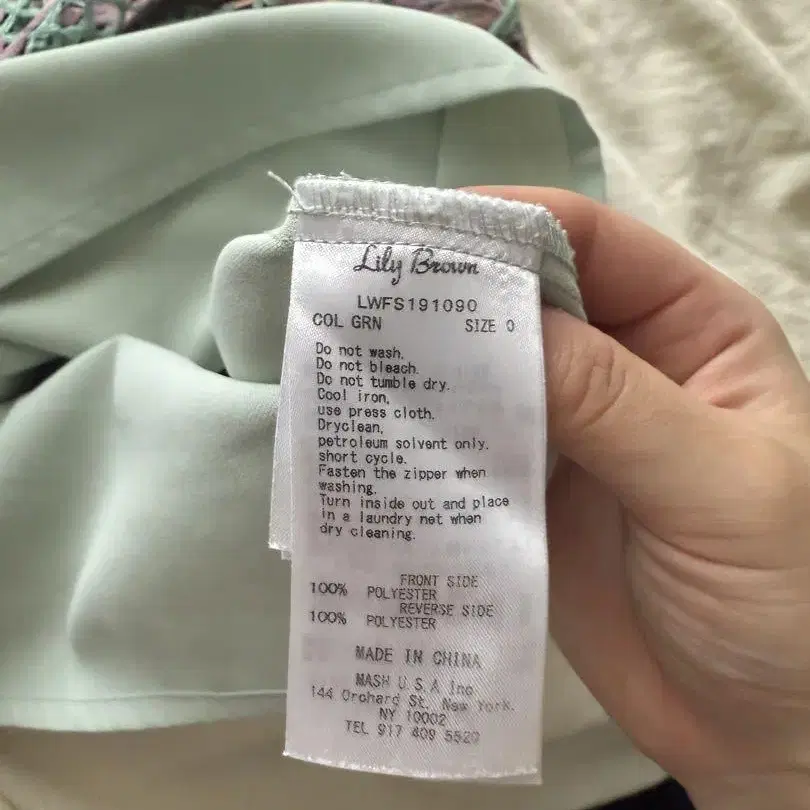 Lily Brown
LWFS191090
COL GRN SIZE 0
Do not wash.
Do not bleach.
Do not tumble dry.
Cool iron,
use press cloth.
Dryclean,
petroleum solvent only.
short cycle.
Fasten the zipper when
washing.
Turn inside out and place
in a laundry net when
dry cleaning.
FRONT SIDE
100% POLYESTER
REVERSE SIDE
100% POLYESTER
MADE IN CHINA
MASH U.S.A Inc
144 Orchard St. New York.
NY 10002
TEL 917 409 5520